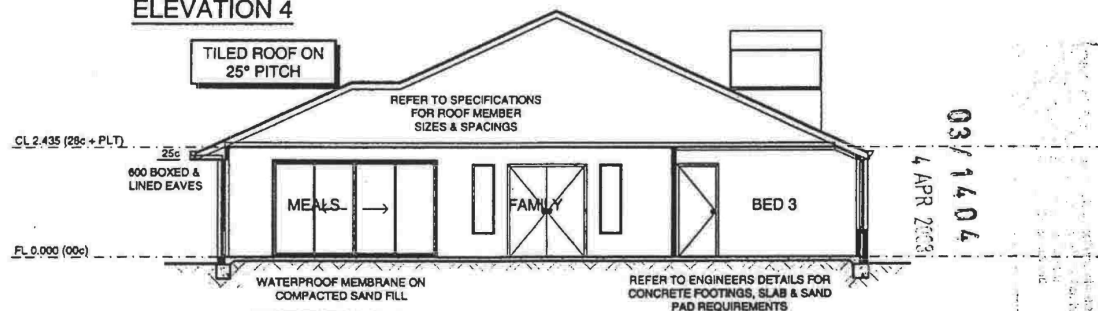 ELEVATION 4
TILED ROOF ON
25° PITCH
REFER TO SPECIFICATIONS
FOR ROOF MEMBER
SIZES & SPACINGS
CL 2.435 (28c + PLT)
25c
600 BOXED &
LINED EAVES
MEALS
FAMILY
BED 3
FL 0.000 (00c)
WATERPROOF MEMBRANE ON
COMPACTED SAND FILL
REFER TO ENGINEERS DETAILS FOR
CONCRETE FOOTINGS, SLAB & SAND
PAD REQUIREMENTS
03/1404
4 APR 2003